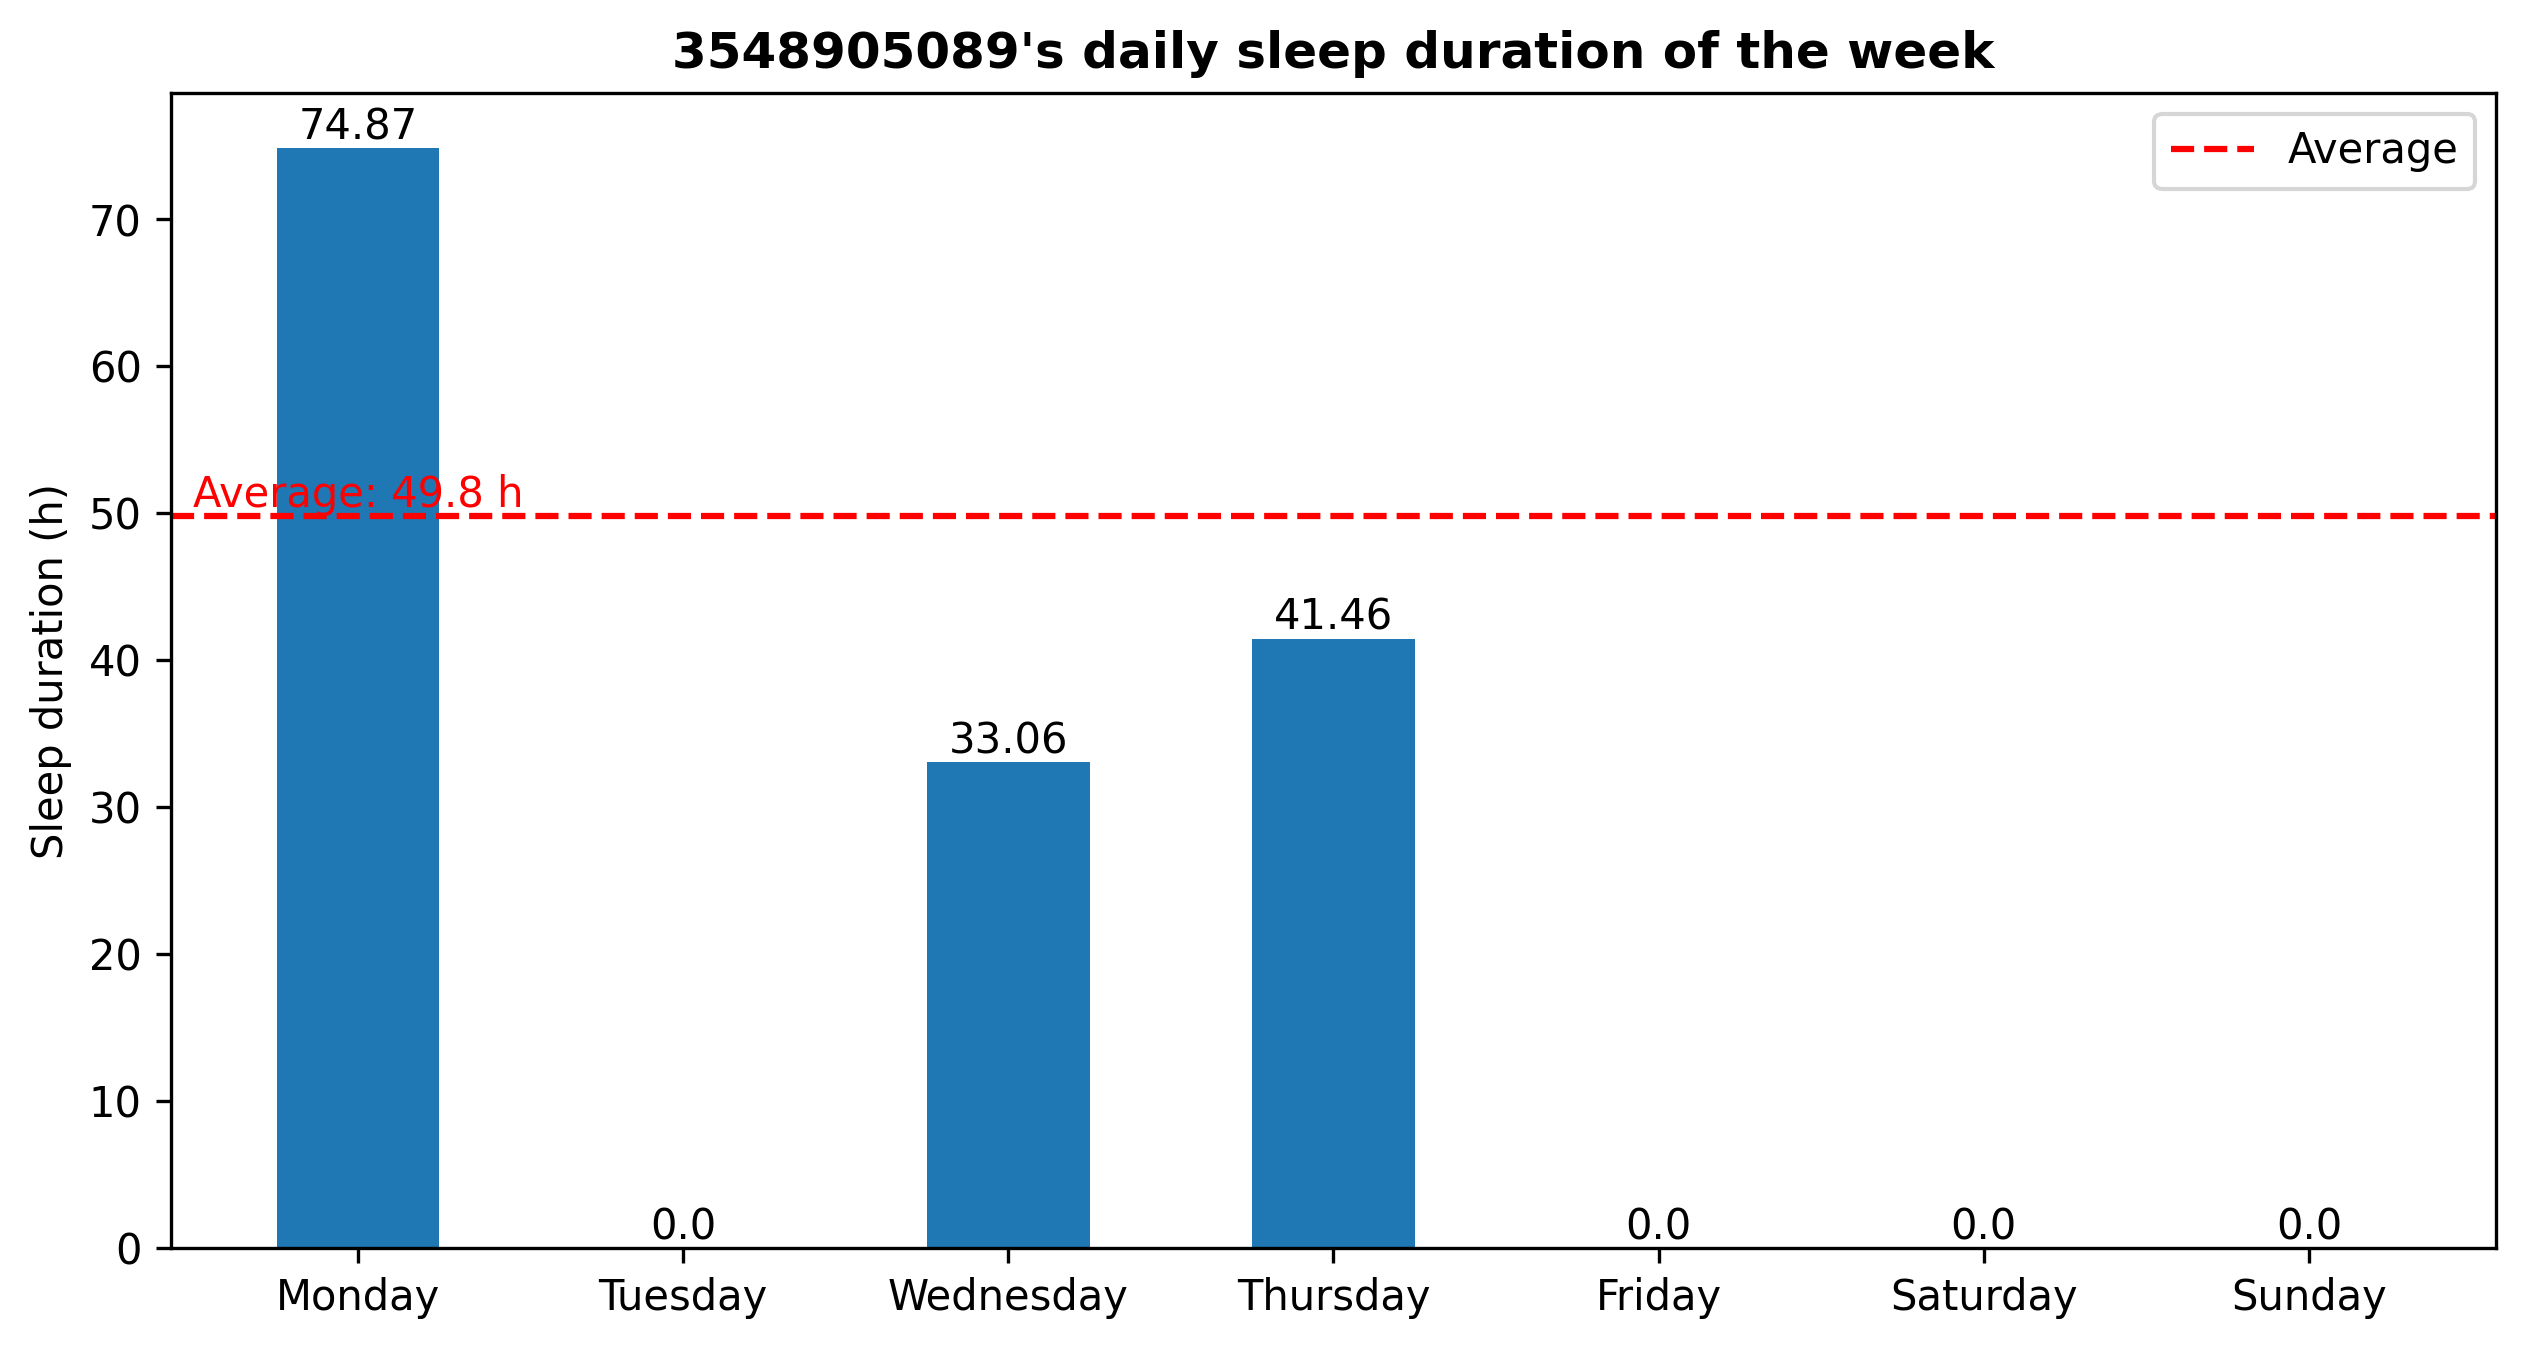 3548905089's daily sleep duration of the week
Average
74.87
70
60
Average: 49.8 h
50
41.46
40
33.06
30
20
10
0
0.0
0.0
0.0
0.0
Sleep duration (h)
Monday
Tuesday
Wednesday
Thursday
Friday
Saturday
Sunday